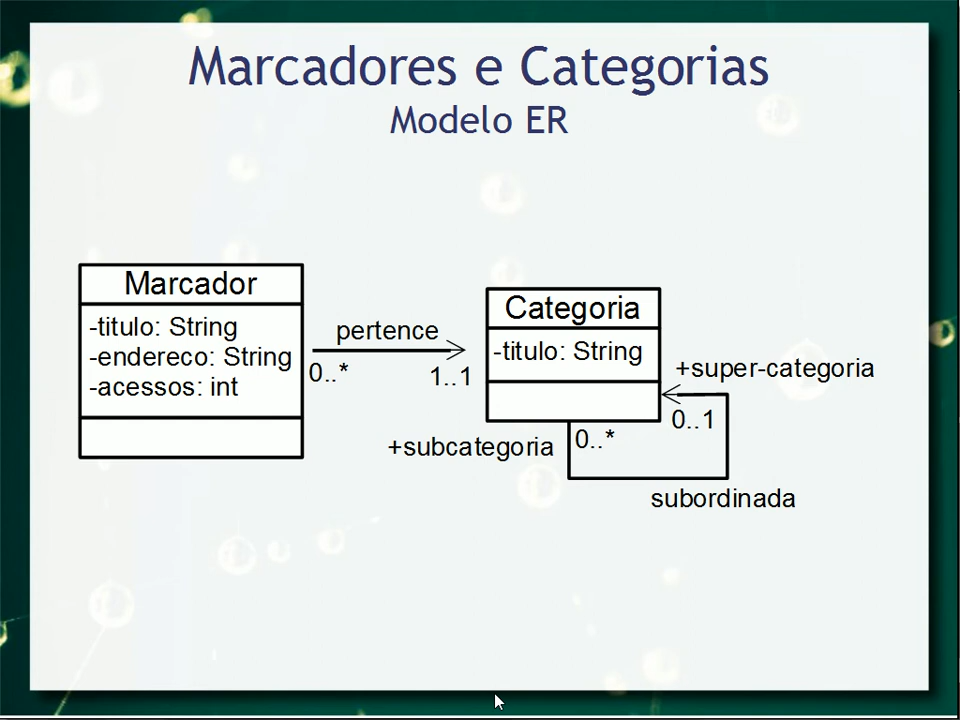 Marcadores e Categorias
Modelo ER
Marcador
-titulo: String
-endereco: String
-acessos: int
pertence
0..*
1..1
Categoria
-titulo: String
+super-categoria
0..1
+subcategoria
0..*
subordinada